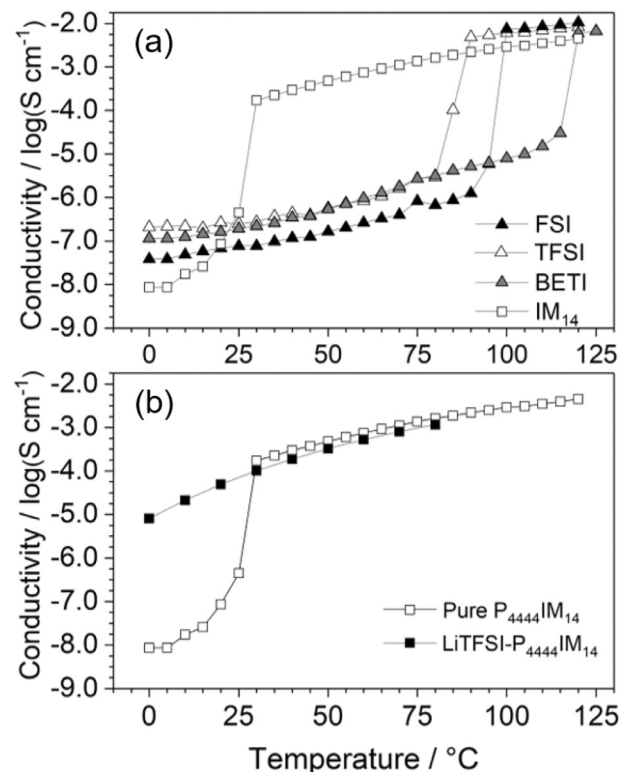 (a)
Conductivity / log(S cm⁻¹)
-2.0
-3.0
-4.0
-5.0
-6.0
-7.0
-8.0
-9.0
FSI
TFSI
BETI
IM₁₄
0 25 50 75 100 125
(b)
Conductivity / log(S cm⁻¹)
-2.0
-3.0
-4.0
-5.0
-6.0
-7.0
-8.0
-9.0
Pure P₄₄₄₄IM₁₄
LiTFSI-P₄₄₄₄IM₁₄
0 25 50 75 100 125
Temperature / °C